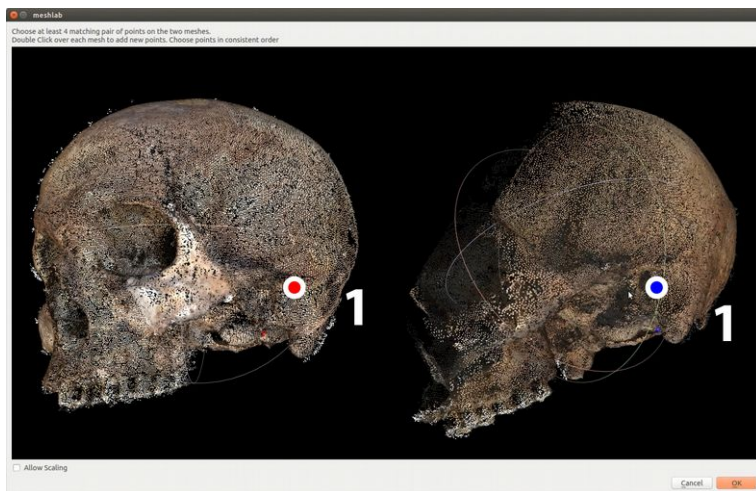 meshlab
Choose at least 4 matching pair of points on the two meshes.
Double Click over each mesh to add new points. Choose points in consistent order
1
1
Allow Scaling
Cancel
OK